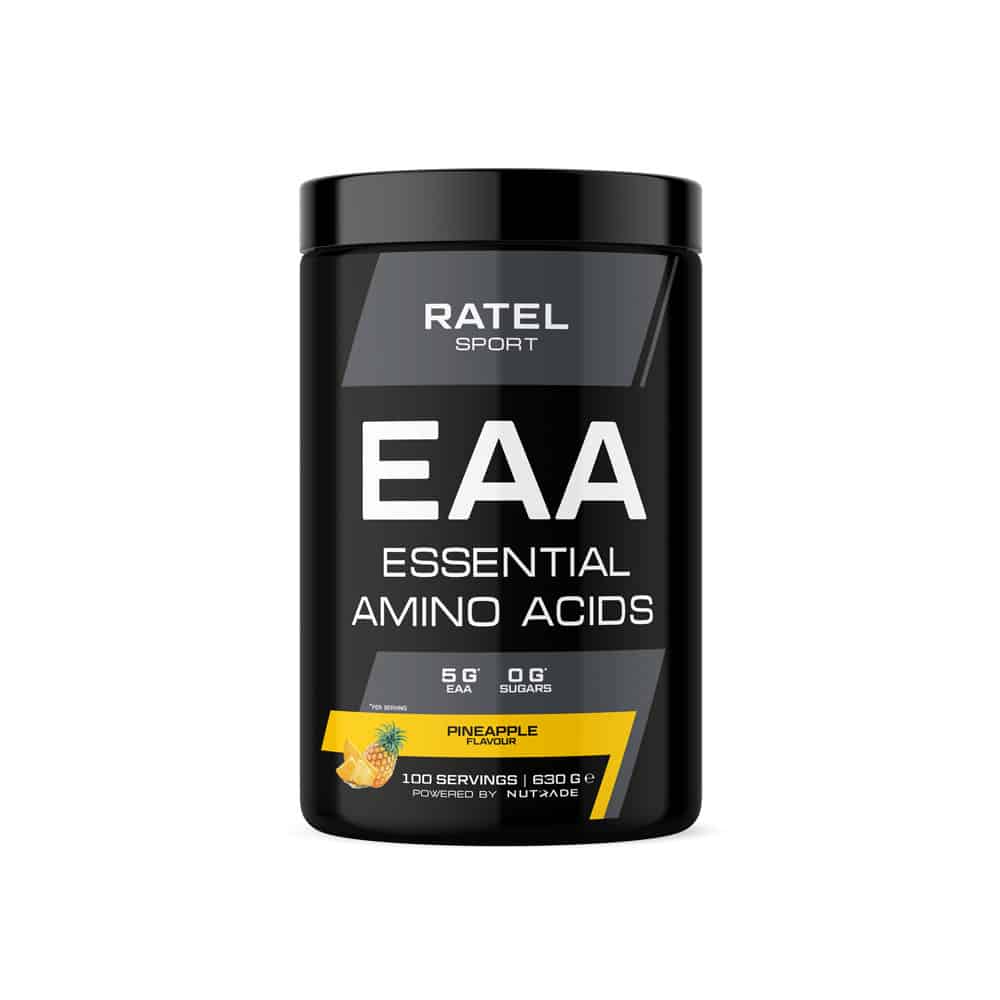 RATEL
SPORT
EAA
ESSENTIAL
AMINO ACIDS
5 G* 0 G*
EAA SUGARS
*PER SERVING
PINEAPPLE
FLAVOUR
100 SERVINGS | 630 G ℮
POWERED BY NUTRADE